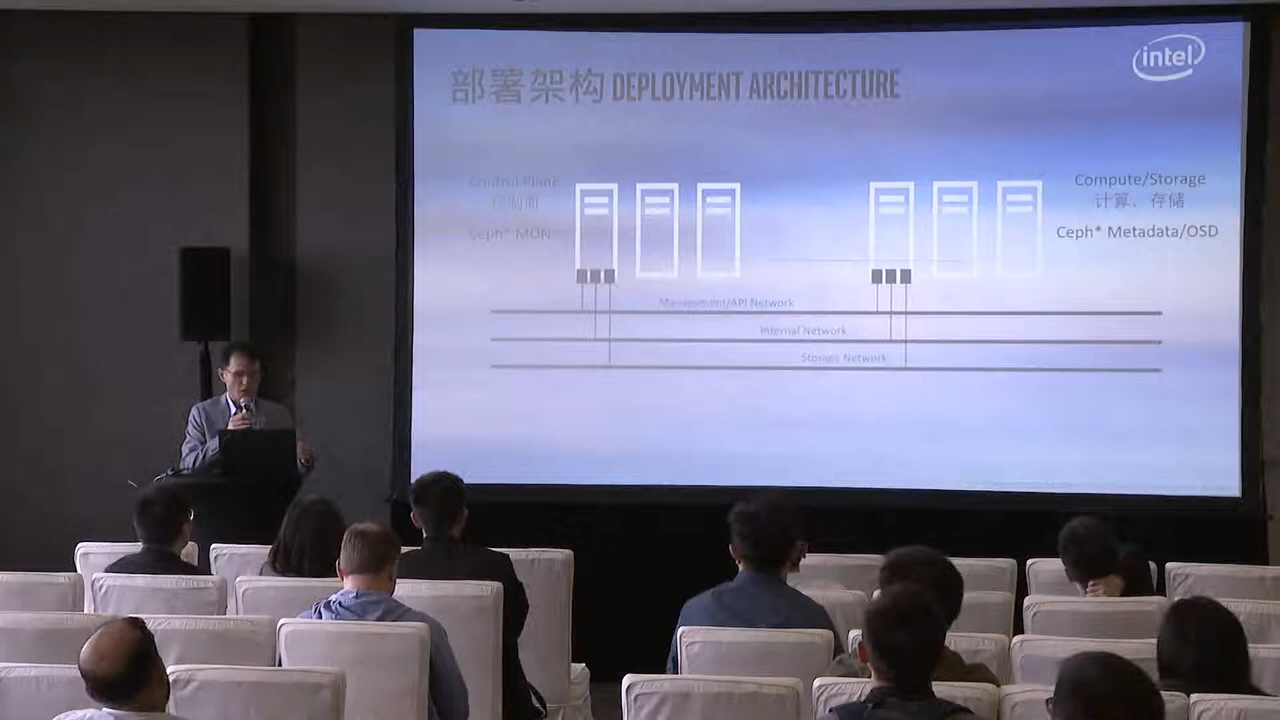 intel
部署架构 DEPLOYMENT ARCHITECTURE
Control Plane
控制面
Ceph* MON
Compute/Storage
计算、存储
Ceph* Metadata/OSD
Management/API Network
Internal Network
Storage Network